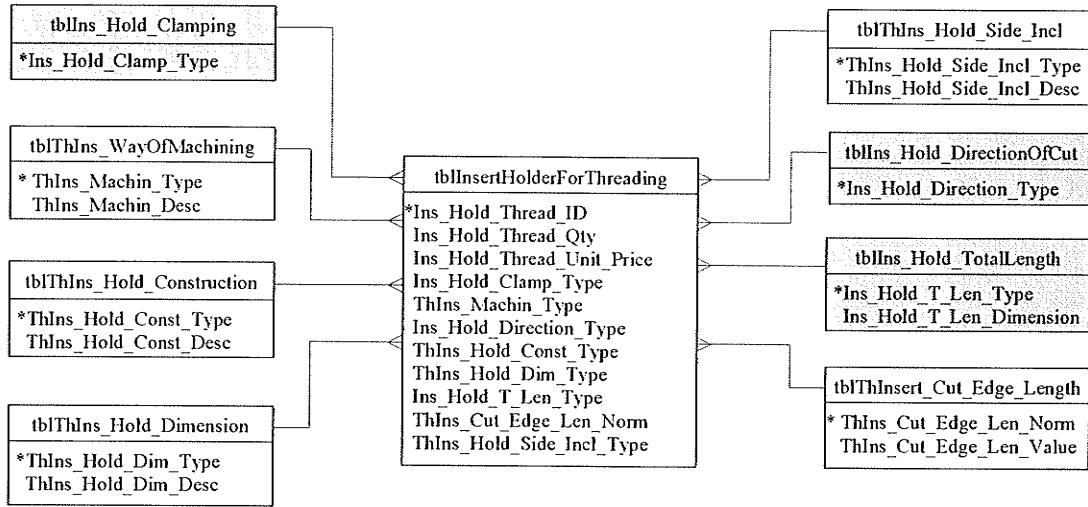 tblIns_Hold_Clamping
*Ins_Hold_Clamp_Type
tblThIns_WayOfMachining
* ThIns_Machin_Type
ThIns_Machin_Desc
tblThIns_Hold_Construction
*ThIns_Hold_Const_Type
ThIns_Hold_Const_Desc
tblThIns_Hold_Dimension
*ThIns_Hold_Dim_Type
ThIns_Hold_Dim_Desc
tblInsertHolderForThreading
*Ins_Hold_Thread_ID
Ins_Hold_Thread_Qty
Ins_Hold_Thread_Unit_Price
Ins_Hold_Clamp_Type
ThIns_Machin_Type
Ins_Hold_Direction_Type
ThIns_Hold_Const_Type
ThIns_Hold_Dim_Type
Ins_Hold_T_Len_Type
ThIns_Cut_Edge_Len_Norm
ThIns_Hold_Side_Incl_Type
tblThIns_Hold_Side_Incl
*ThIns_Hold_Side_Incl_Type
ThIns_Hold_Side_Incl_Desc
tblIns_Hold_DirectionOfCut
*Ins_Hold_Direction_Type
tblIns_Hold_TotalLength
*Ins_Hold_T_Len_Type
Ins_Hold_T_Len_Dimension
tblThInsert_Cut_Edge_Length
* ThIns_Cut_Edge_Len_Norm
ThIns_Cut_Edge_Len_Value